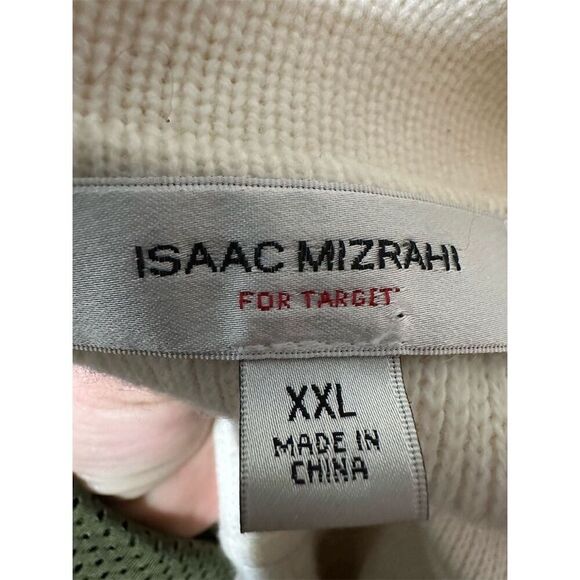 ISAAC MIZRAHI
FOR TARGET
XXL
MADE IN
CHINA